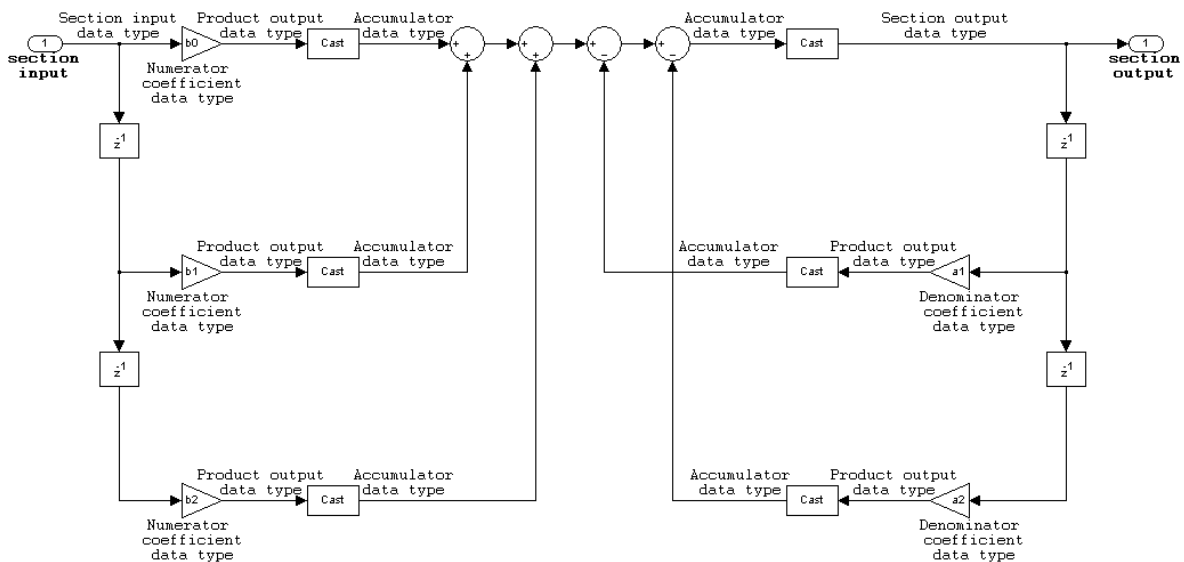 Section input
data type
Product output
data type
Accumulator
data type
Accumulator
data type
Section output
data type
1
section
input
b0
Cast
+
+
+
+
+
−
+
−
Cast
1
section
output
Numerator
coefficient
data type
z-1
z-1
Product output
data type
Accumulator
data type
Accumulator
data type
Product output
data type
b1
Cast
Cast
a1
Numerator
coefficient
data type
Denominator
coefficient
data type
z-1
z-1
Product output
data type
Accumulator
data type
Accumulator
data type
Product output
data type
b2
Cast
Cast
a2
Numerator
coefficient
data type
Denominator
coefficient
data type